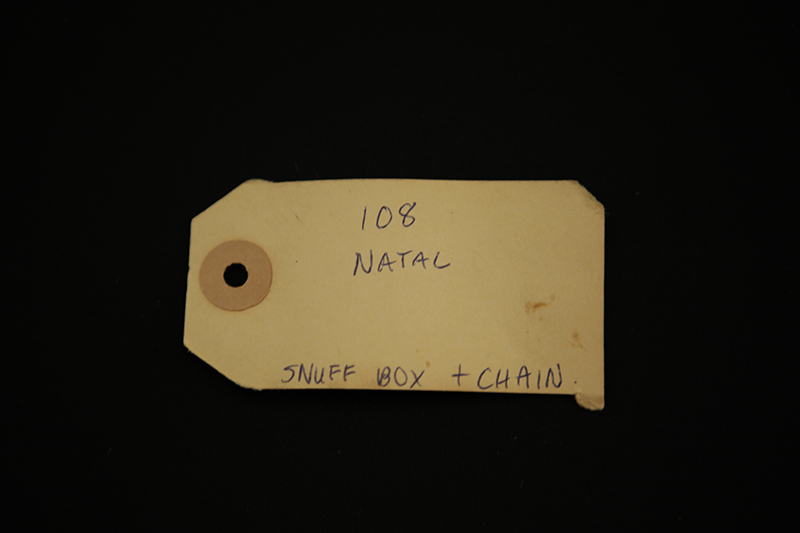 108
NATAL
SNUFF BOX + CHAIN.